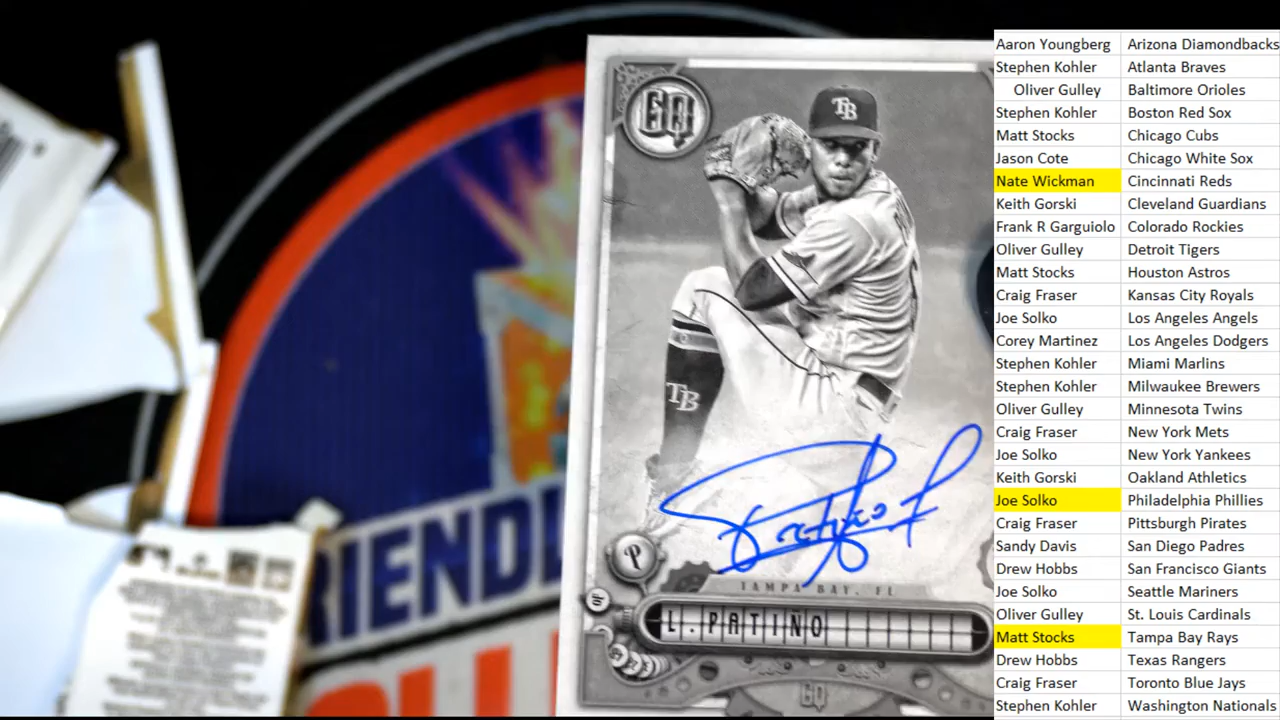 GQ
TB
TB
P
TAMPA BAY, FL
OF
L. PATIÑO
GQ
RIENDL
Aaron Youngberg Arizona Diamondbacks
Stephen Kohler Atlanta Braves
Oliver Gulley Baltimore Orioles
Stephen Kohler Boston Red Sox
Matt Stocks Chicago Cubs
Jason Cote Chicago White Sox
Nate Wickman Cincinnati Reds
Keith Gorski Cleveland Guardians
Frank R Garguiolo Colorado Rockies
Oliver Gulley Detroit Tigers
Matt Stocks Houston Astros
Craig Fraser Kansas City Royals
Joe Solko Los Angeles Angels
Corey Martinez Los Angeles Dodgers
Stephen Kohler Miami Marlins
Stephen Kohler Milwaukee Brewers
Oliver Gulley Minnesota Twins
Craig Fraser New York Mets
Joe Solko New York Yankees
Keith Gorski Oakland Athletics
Joe Solko Philadelphia Phillies
Craig Fraser Pittsburgh Pirates
Sandy Davis San Diego Padres
Drew Hobbs San Francisco Giants
Joe Solko Seattle Mariners
Oliver Gulley St. Louis Cardinals
Matt Stocks Tampa Bay Rays
Drew Hobbs Texas Rangers
Craig Fraser Toronto Blue Jays
Stephen Kohler Washington Nationals